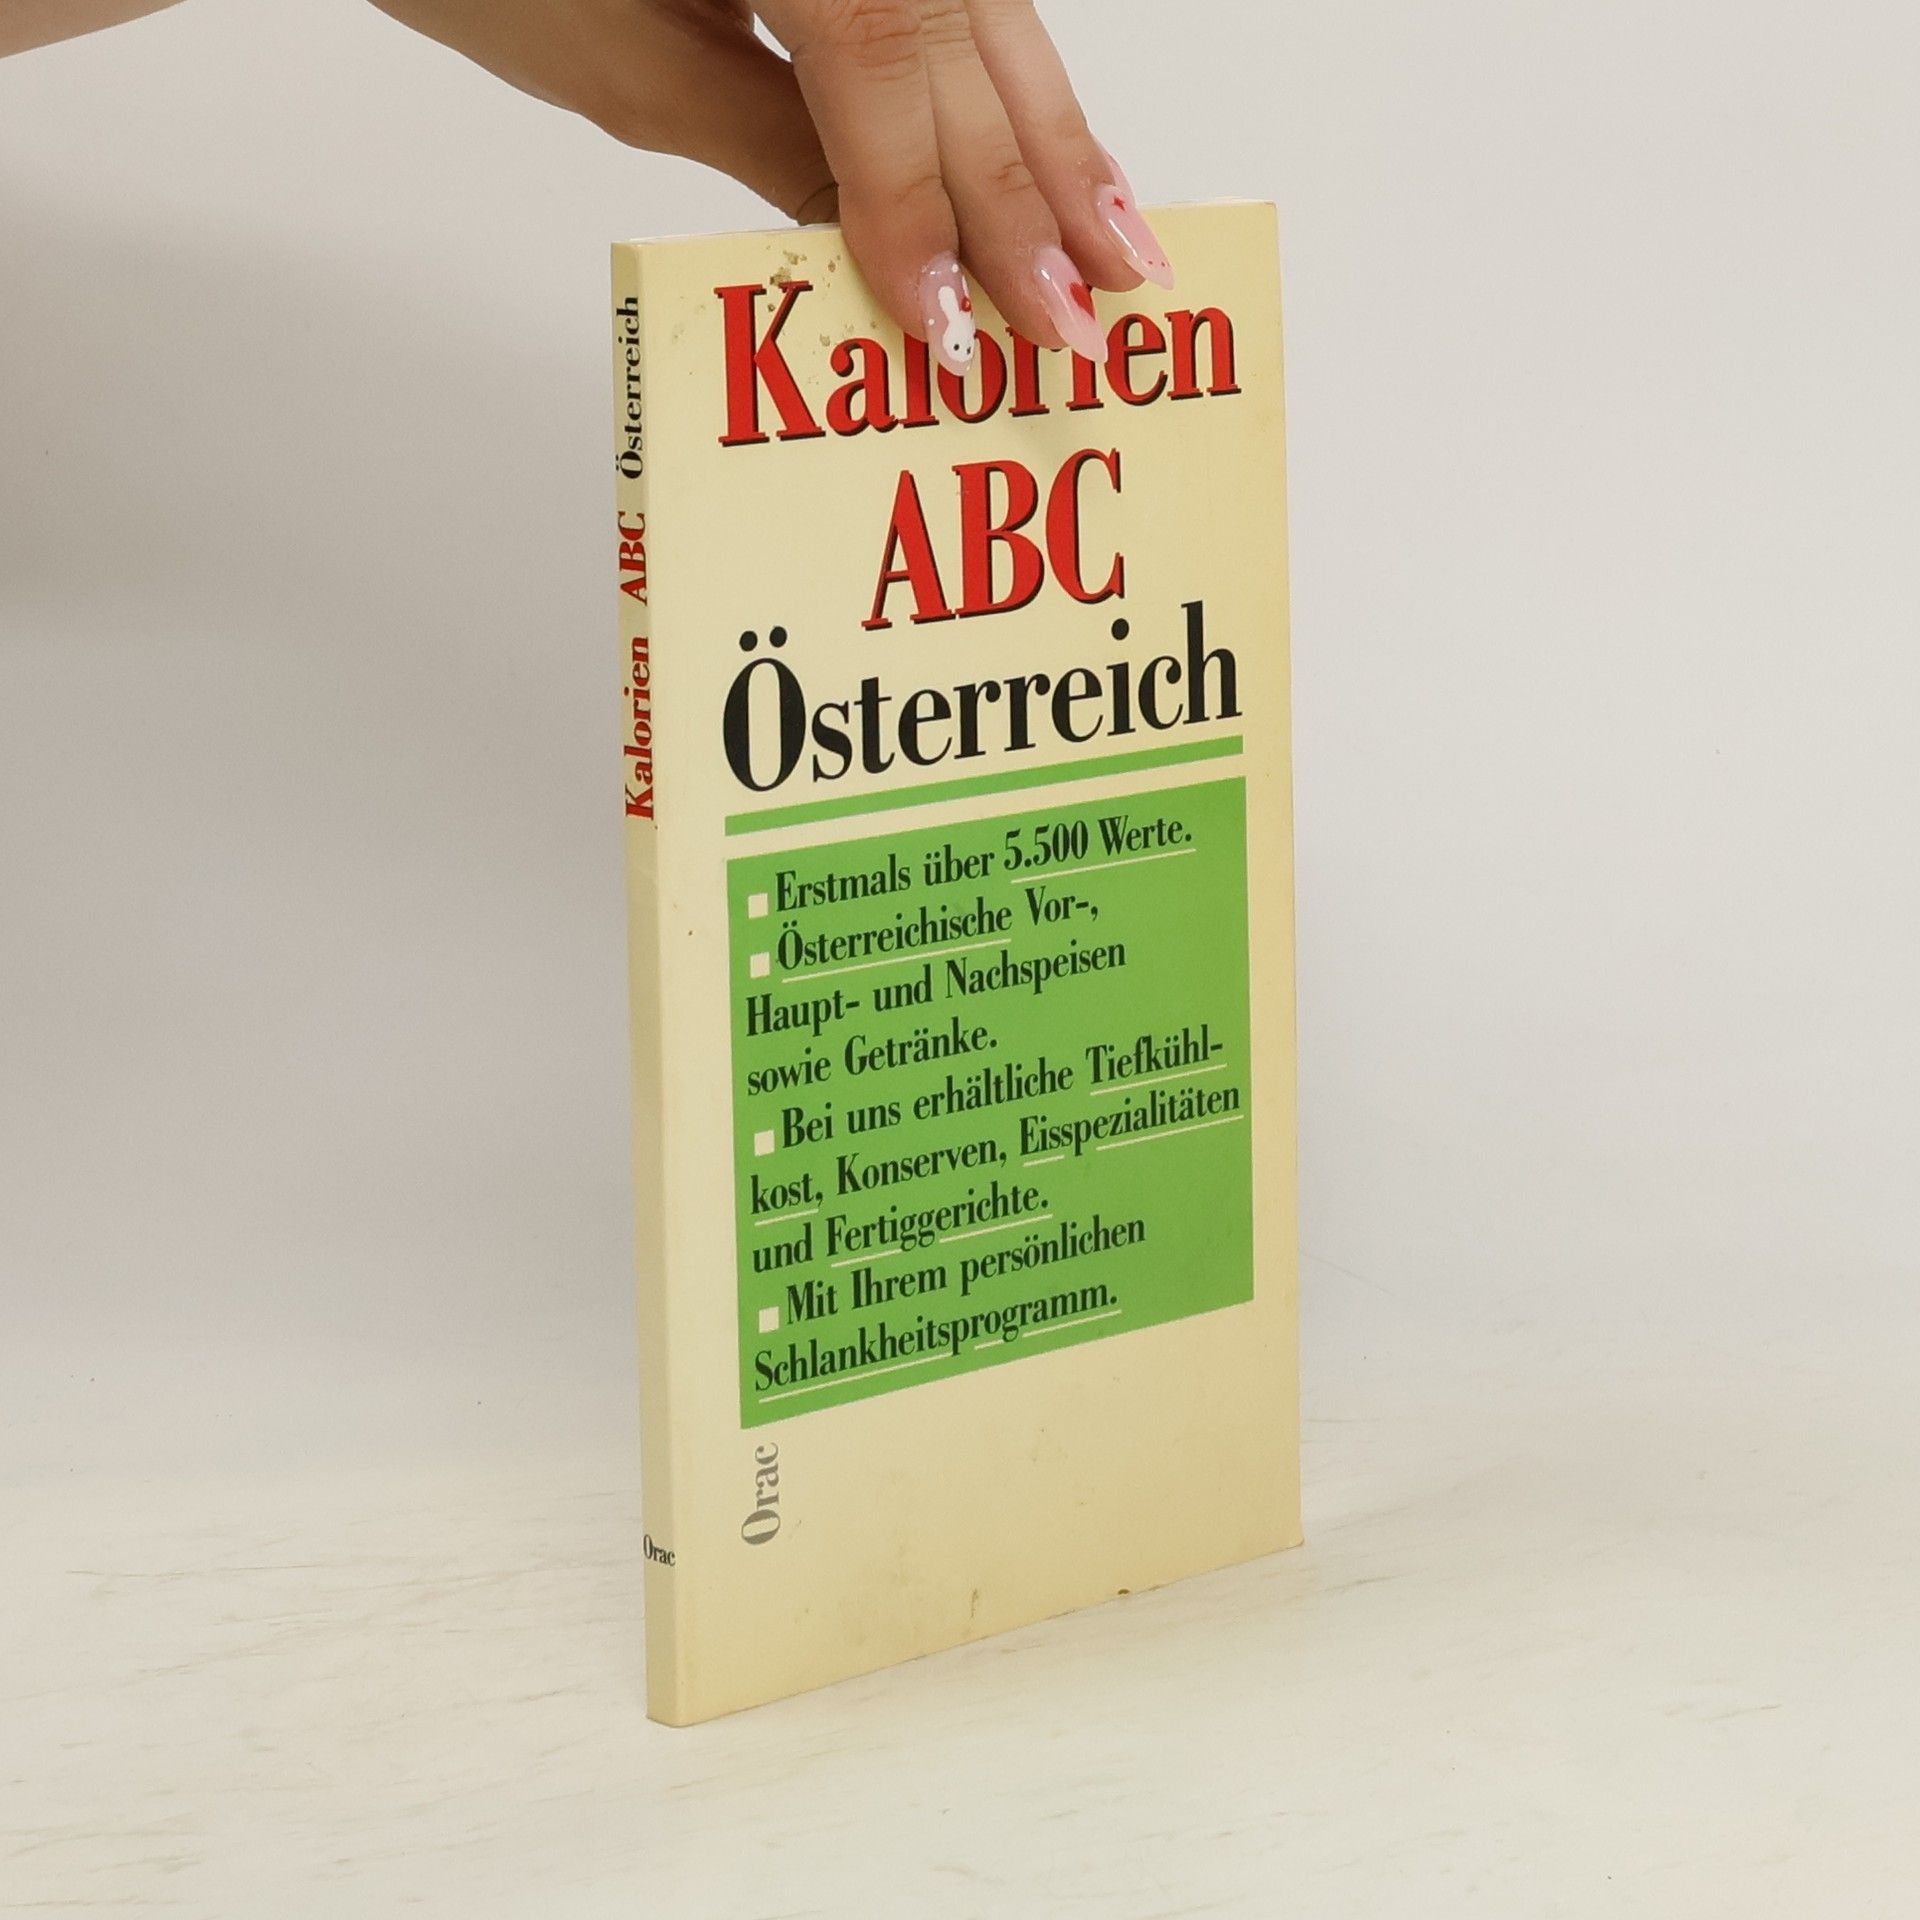 Kalorien
ABC
Österreich
Erstmals über 5.500 Werte.
Österreichische Vor-,
Haupt- und Nachspeisen
sowie Getränke.
Bei uns erhältliche Tiefkühl-
kost, Konserven, Eisspezialitäten
und Fertiggerichte.
Mit Ihrem persönlichen
Schlankheitsprogramm.
Orac
Kalorien ABC Österreich
Orac